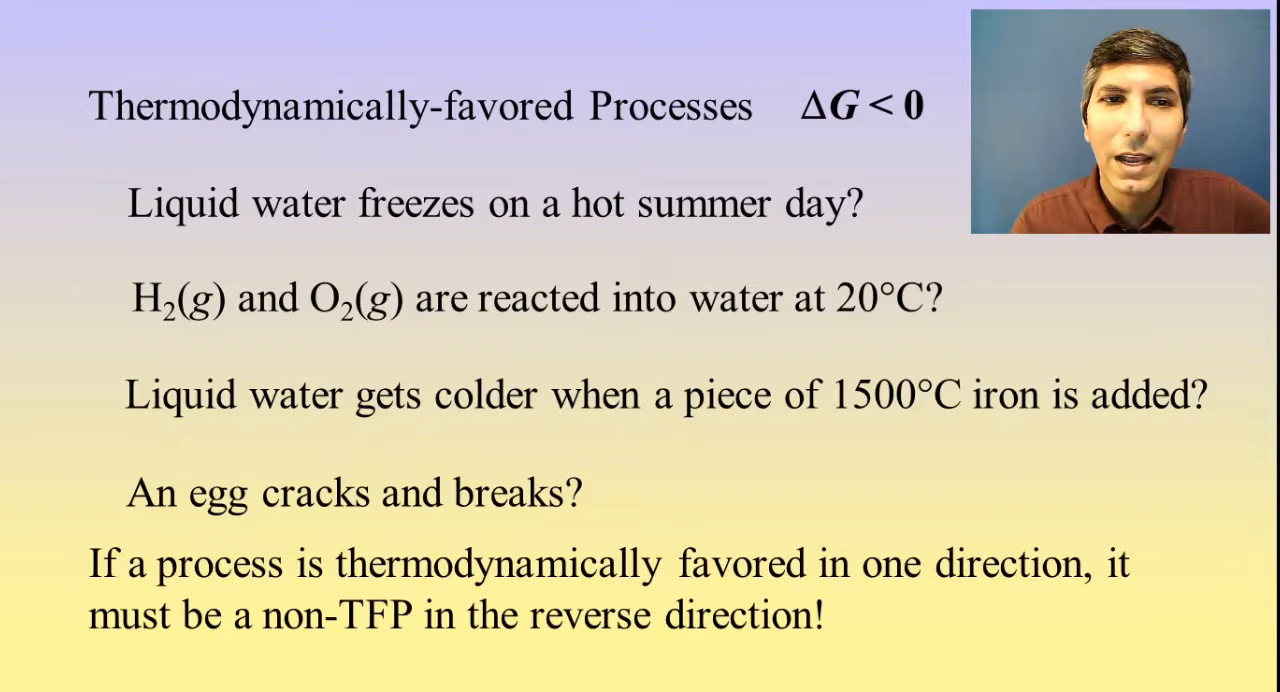 Thermodynamically-favored Processes ΔG < 0
Liquid water freezes on a hot summer day?
H₂(g) and O₂(g) are reacted into water at 20°C?
Liquid water gets colder when a piece of 1500°C iron is added?
An egg cracks and breaks?
If a process is thermodynamically favored in one direction, it
must be a non-TFP in the reverse direction!